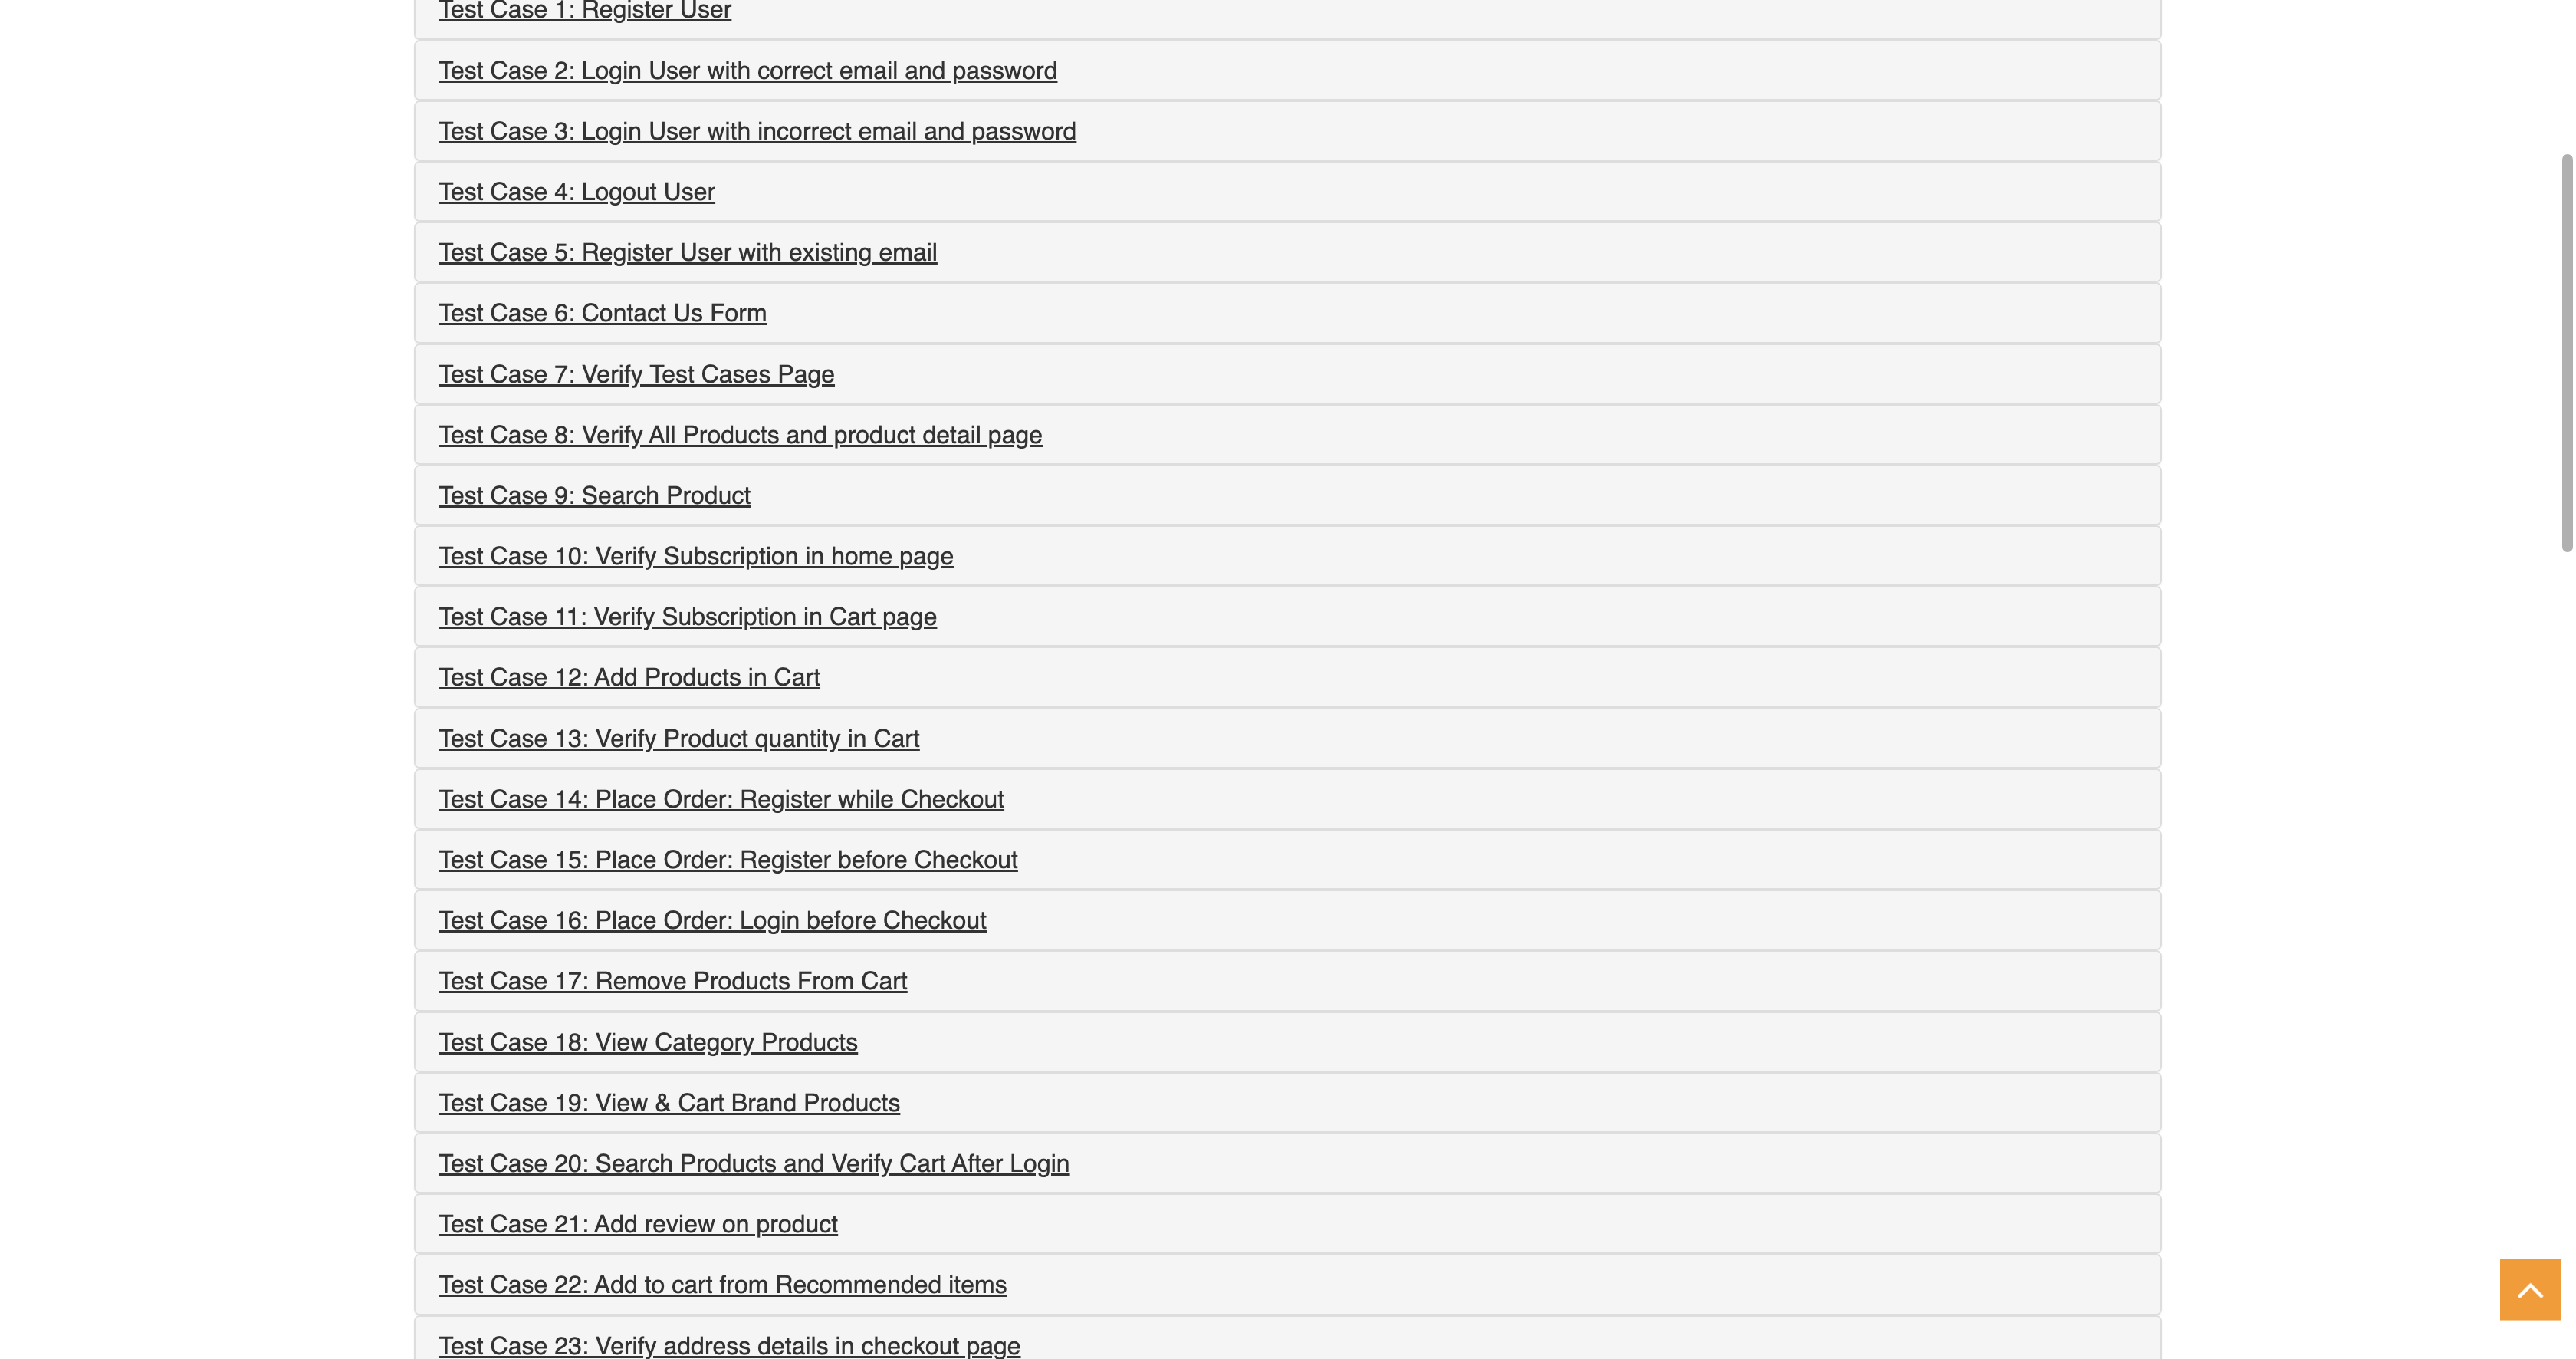 Test Case 1: Register User
Test Case 2: Login User with correct email and password
Test Case 3: Login User with incorrect email and password
Test Case 4: Logout User
Test Case 5: Register User with existing email
Test Case 6: Contact Us Form
Test Case 7: Verify Test Cases Page
Test Case 8: Verify All Products and product detail page
Test Case 9: Search Product
Test Case 10: Verify Subscription in home page
Test Case 11: Verify Subscription in Cart page
Test Case 12: Add Products in Cart
Test Case 13: Verify Product quantity in Cart
Test Case 14: Place Order: Register while Checkout
Test Case 15: Place Order: Register before Checkout
Test Case 16: Place Order: Login before Checkout
Test Case 17: Remove Products From Cart
Test Case 18: View Category Products
Test Case 19: View & Cart Brand Products
Test Case 20: Search Products and Verify Cart After Login
Test Case 21: Add review on product
Test Case 22: Add to cart from Recommended items
Test Case 23: Verify address details in checkout page